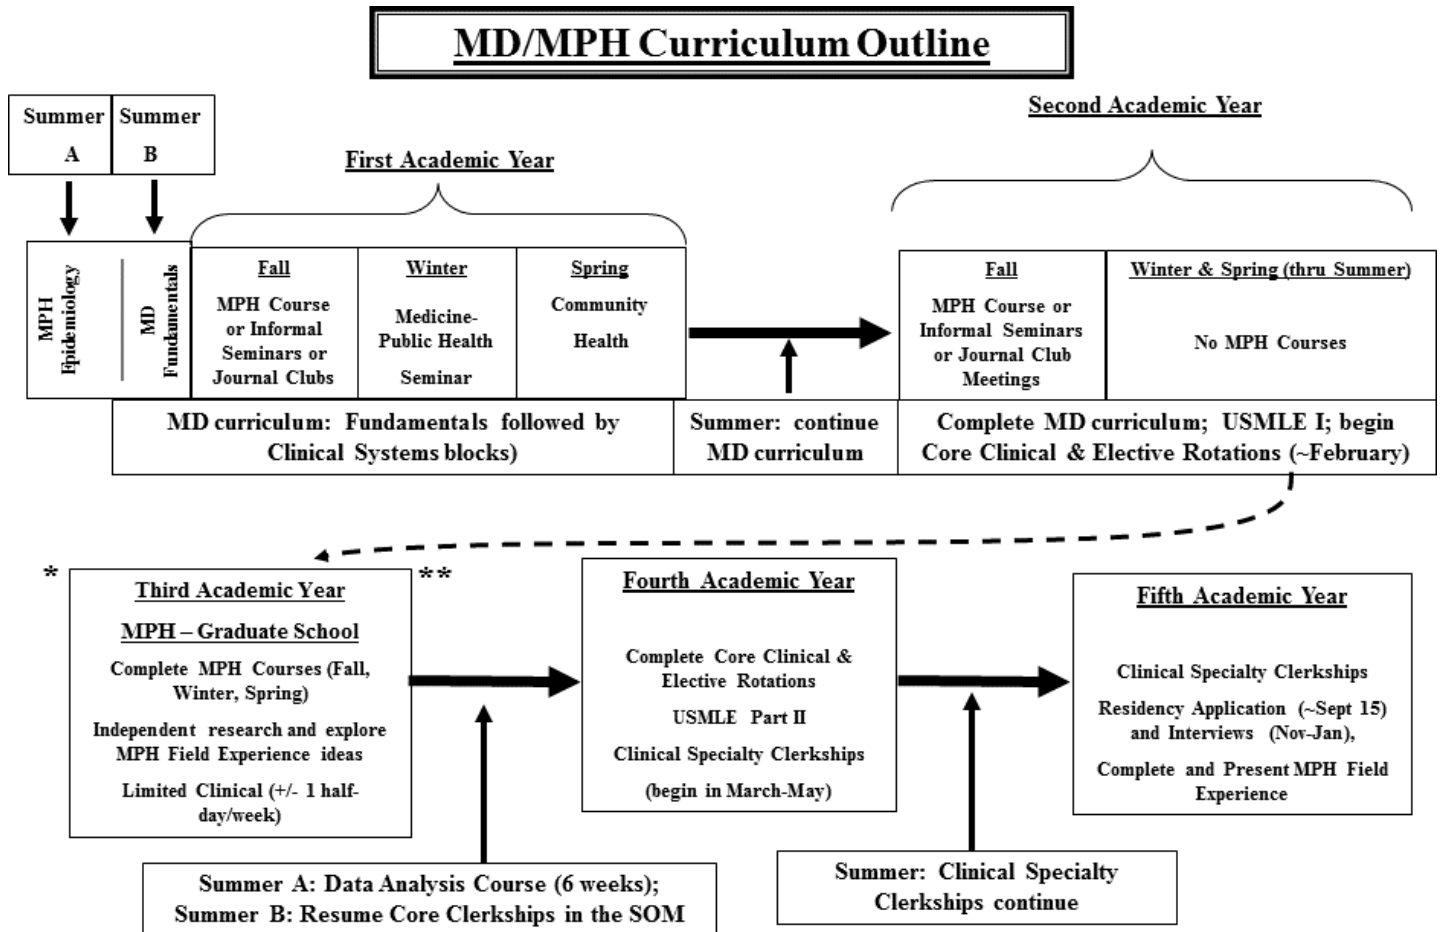 MD/MPH Curriculum Outline
Summer
A
Summer
B
First Academic Year
Second Academic Year
MPH
Epidemiology
MD
Fundamentals
Fall
MPH Course
or Informal
Seminars or
Journal Clubs
Winter
Medicine-
Public Health
Seminar
Spring
Community
Health
Fall
MPH Course or
Informal Seminars
or Journal Club
Meetings
Winter & Spring (thru Summer)
No MPH Courses
MD curriculum: Fundamentals followed by
Clinical Systems blocks)
Summer: continue
MD curriculum
Complete MD curriculum; USMLE I; begin
Core Clinical & Elective Rotations (~February)
*
**
Third Academic Year
MPH – Graduate School
Complete MPH Courses (Fall,
Winter, Spring)
Independent research and explore
MPH Field Experience ideas
Limited Clinical (+/- 1 half-
day/week)
Fourth Academic Year
Complete Core Clinical &
Elective Rotations
USMLE Part II
Clinical Specialty Clerkships
(begin in March-May)
Fifth Academic Year
Clinical Specialty Clerkships
Residency Application (~Sept 15)
and Interviews (Nov-Jan),
Complete and Present MPH Field
Experience
Summer A: Data Analysis Course (6 weeks);
Summer B: Resume Core Clerkships in the SOM
Summer: Clinical Specialty
Clerkships continue